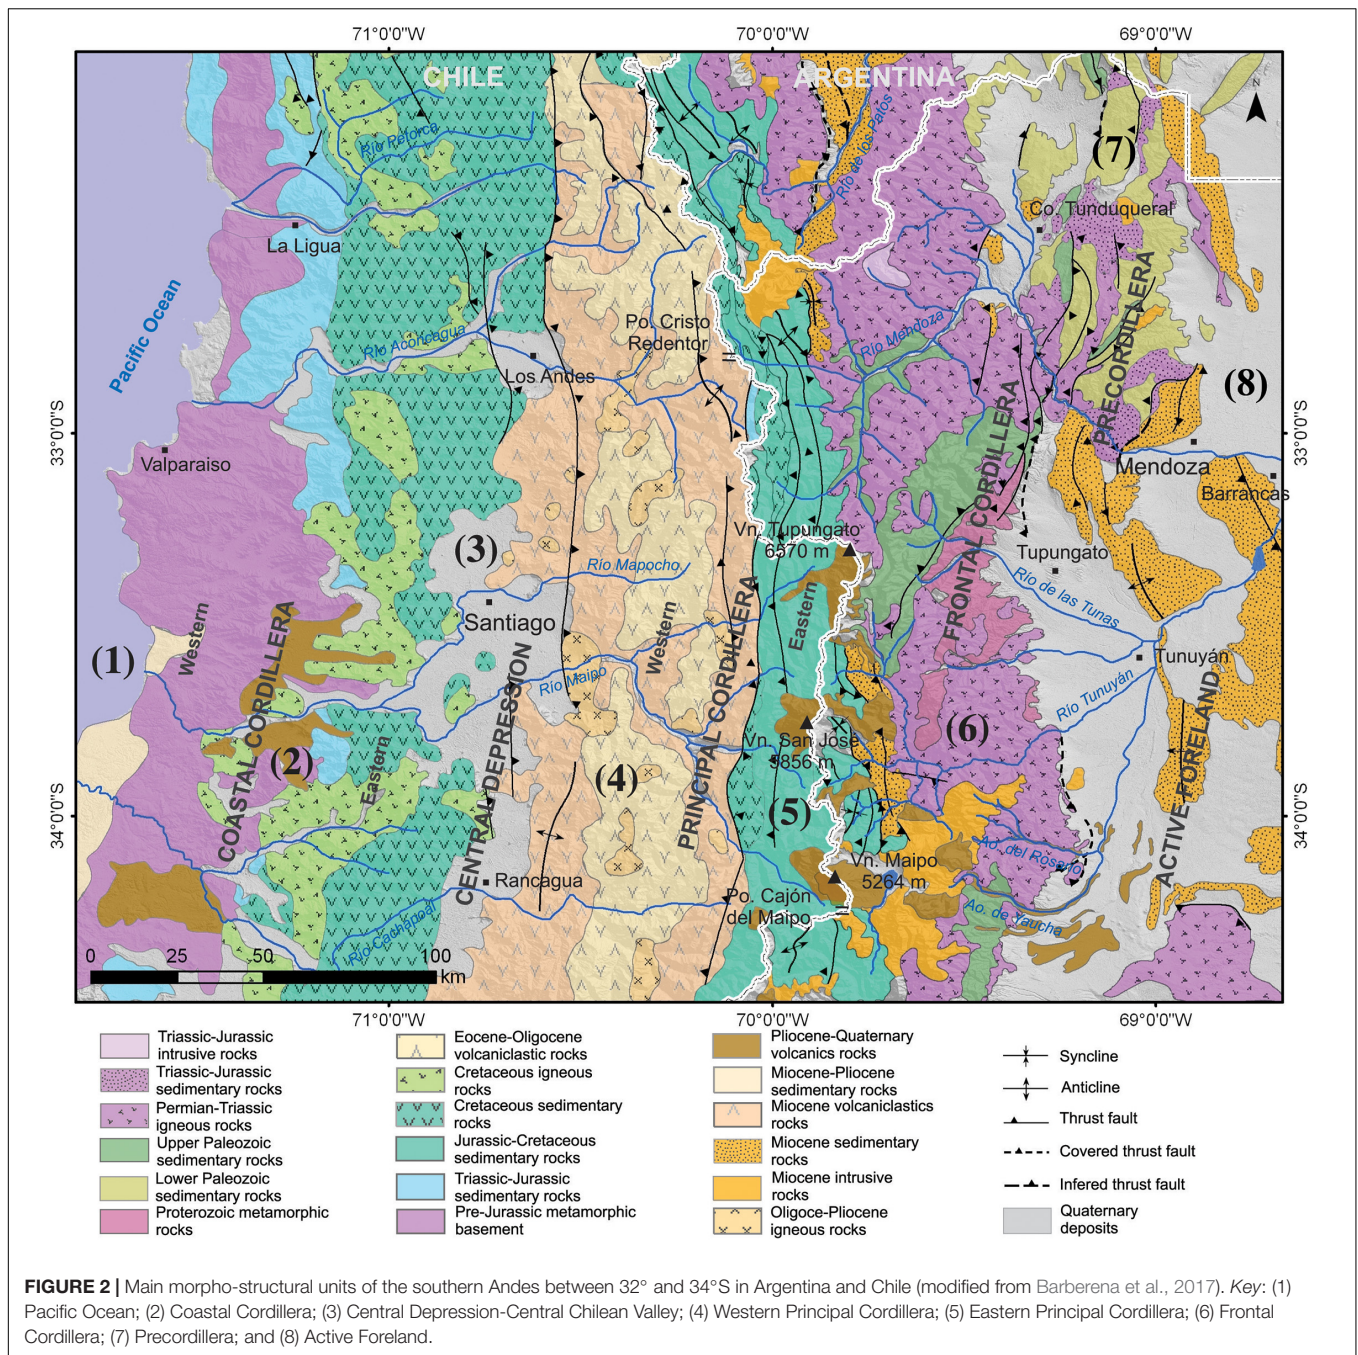 71°0'0"W
70°0'0"W
69°0'0"W
CHILE
ARGENTINA
N
(7)
Río Petorca
Río de los Patos
Co. Tunduqueral
La Ligua
Pacific Ocean
Po. Cristo
Redentor
Río Aconcagua
Río Mendoza
Los Andes
PRECORDILLERA
(8)
33°0'0"S
33°0'0"S
Valparaiso
Mendoza
Barrancas
FRONTAL CORDILLERA
Vn. Tupungato
6570 m
(3)
Tupungato
Río Mapocho
Río de las Tunas
Santiago
Western
COASTAL CORDILLERA
Western
PRINCIPAL CORDILLERA
Eastern
(1)
Tunuyán
Río Maipo
Río Tunuyán
(6)
Vn. San José
5856 m
(2)
Eastern
CENTRAL DEPRESSION
(4)
(5)
ACTIVE FORELAND
34°0'0"S
34°0'0"S
Ao. del Rosario
Vn. Maipo
5264 m
Rancagua
Po. Cajón
del Maipo
Ao. de Yaucha
Río Cachapoal
0 25 50 100
km
71°0'0"W
70°0'0"W
69°0'0"W
Triassic-Jurassic
intrusive rocks
Triassic-Jurassic
sedimentary rocks
Permian-Triassic
igneous rocks
Upper Paleozoic
sedimentary rocks
Lower Paleozoic
sedimentary rocks
Proterozoic metamorphic
rocks
Eocene-Oligocene
volcaniclastic rocks
Cretaceous igneous
rocks
Cretaceous sedimentary
rocks
Jurassic-Cretaceous
sedimentary rocks
Triassic-Jurassic
sedimentary rocks
Pre-Jurassic metamorphic
basement
Pliocene-Quaternary
volcanics rocks
Miocene-Pliocene
sedimentary rocks
Miocene volcaniclastics
rocks
Miocene sedimentary
rocks
Miocene intrusive
rocks
Oligoce-Pliocene
igneous rocks
Syncline
Anticline
Thrust fault
Covered thrust fault
Infered thrust fault
Quaternary
deposits
FIGURE 2 | Main morpho-structural units of the southern Andes between 32° and 34°S in Argentina and Chile (modified from Barberena et al., 2017). Key: (1)
Pacific Ocean; (2) Coastal Cordillera; (3) Central Depression-Central Chilean Valley; (4) Western Principal Cordillera; (5) Eastern Principal Cordillera; (6) Frontal
Cordillera; (7) Precordillera; and (8) Active Foreland.